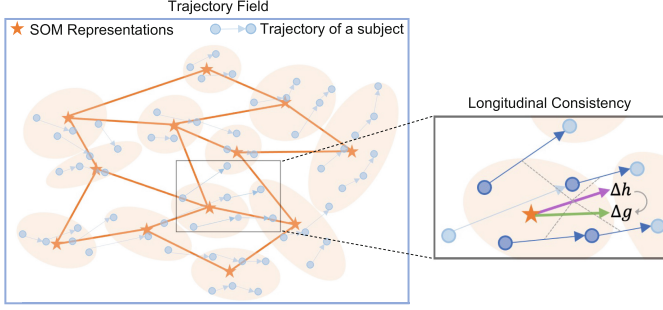 Trajectory Field
SOM Representations
Trajectory of a subject
Longitudinal Consistency
Δh
Δg